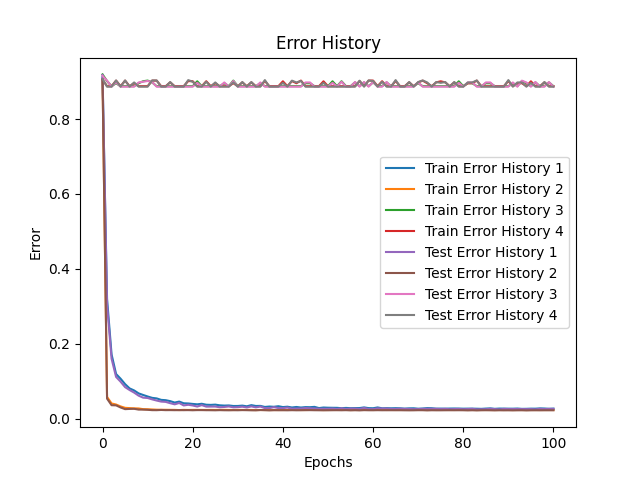 Error History
Error
0.8
0.6
0.4
0.2
0.0
Train Error History 1
Train Error History 2
Train Error History 3
Train Error History 4
Test Error History 1
Test Error History 2
Test Error History 3
Test Error History 4
0 20 40 60 80 100
Epochs